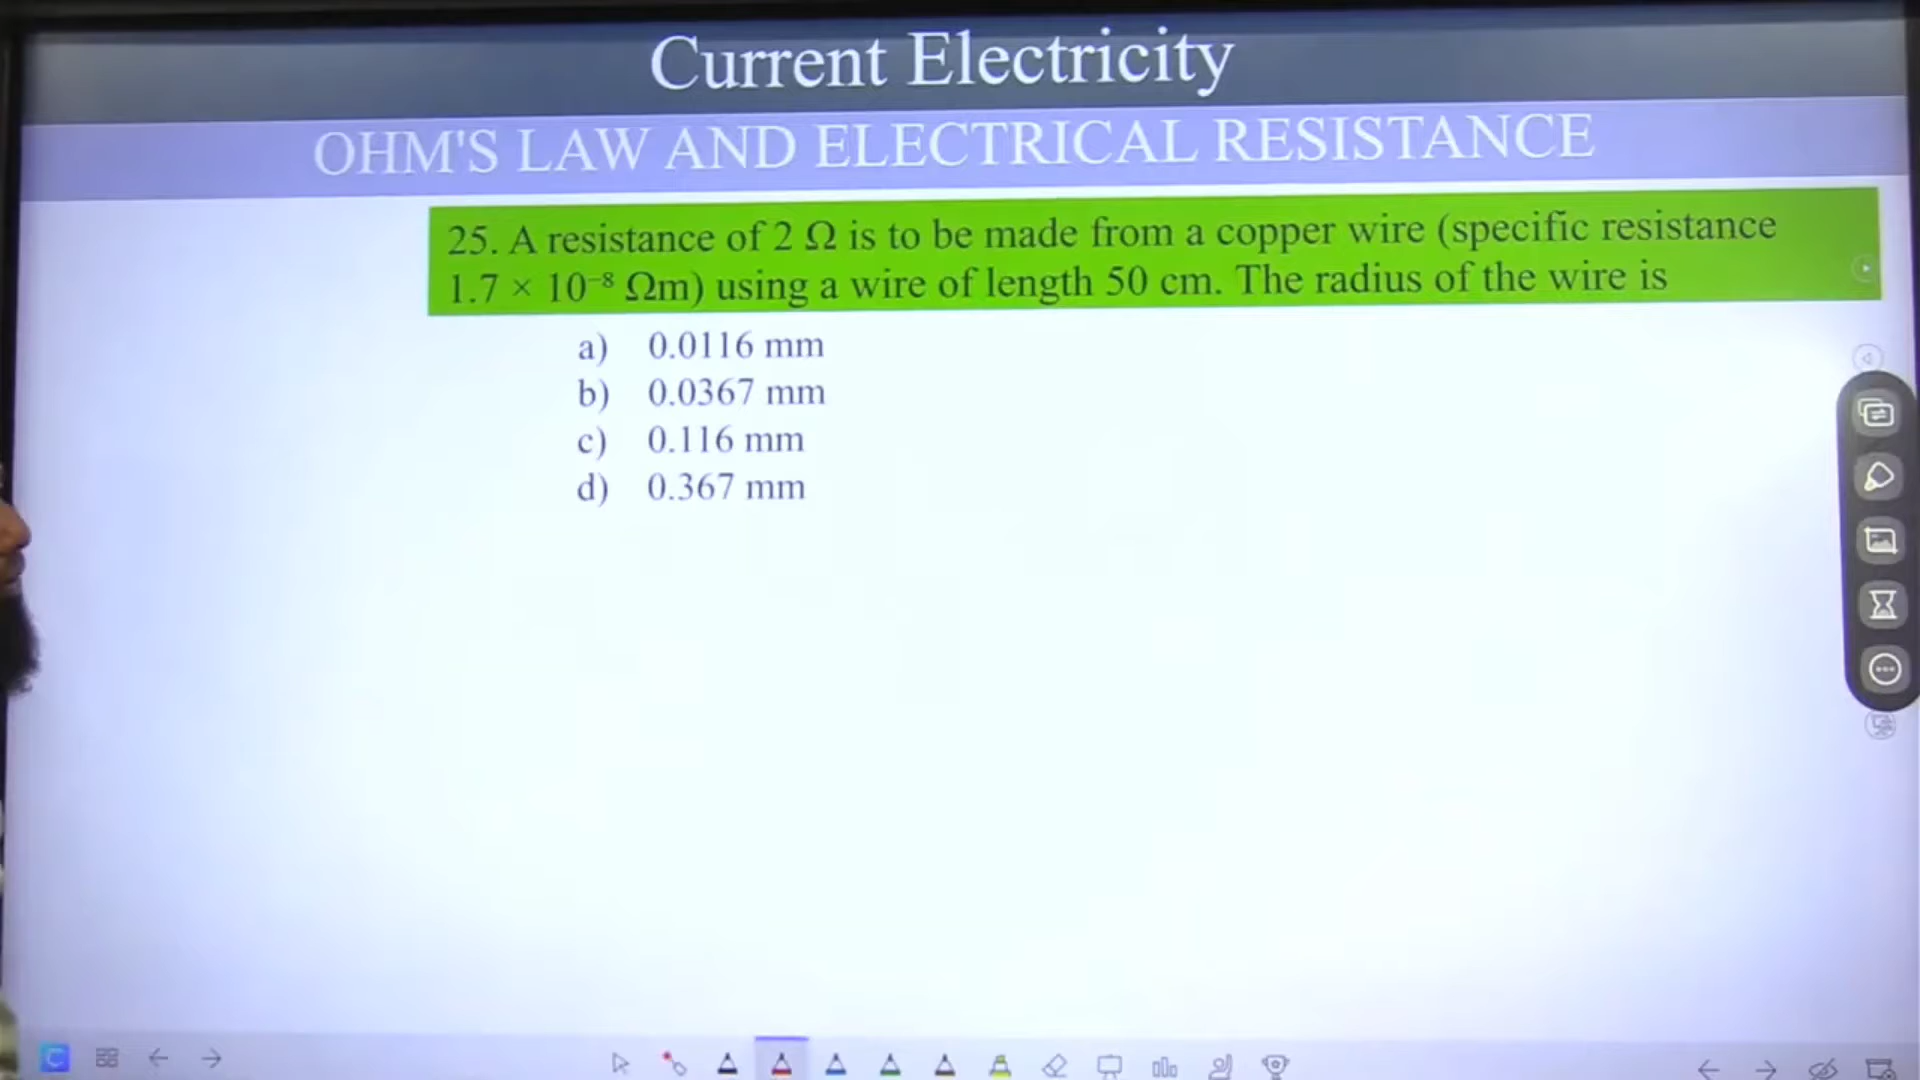 Current Electricity
OHM'S LAW AND ELECTRICAL RESISTANCE
25. A resistance of 2 Ω is to be made from a copper wire (specific resistance
1.7 × 10⁻⁸ Ωm) using a wire of length 50 cm. The radius of the wire is
a) 0.0116 mm
b) 0.0367 mm
c) 0.116 mm
d) 0.367 mm